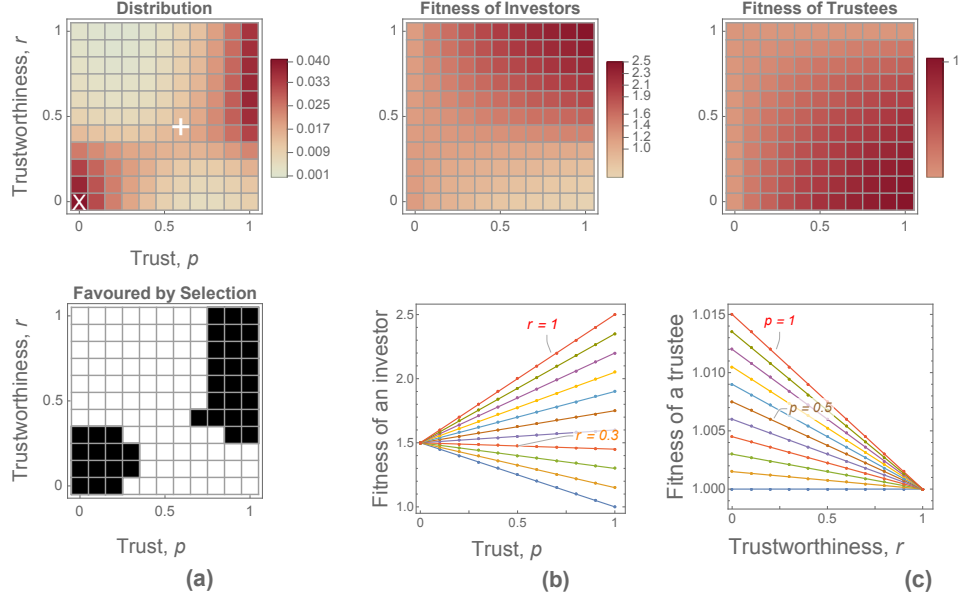 Distribution
Trustworthiness, r
1
0.5
0
0.040
0.033
0.025
0.017
0.009
0.001
+
X
0
0.5
1
Trust, p
Fitness of Investors
1
0.5
0
2.5
2.3
2.1
1.9
1.6
1.4
1.2
1.0
0
0.5
1
Fitness of Trustees
1
0.5
0
1
0
0.5
1
Favoured by Selection
Trustworthiness, r
1
0.5
0
0
0.5
1
Trust, p
(a)
Fitness of an investor
2.5
2.0
1.5
1.0
r = 1
r = 0.3
0
0.5
1.0
Trust, p
(b)
Fitness of a trustee
1.015
1.010
1.005
1.000
p = 1
p = 0.5
0
0.5
1.0
Trustworthiness, r
(c)